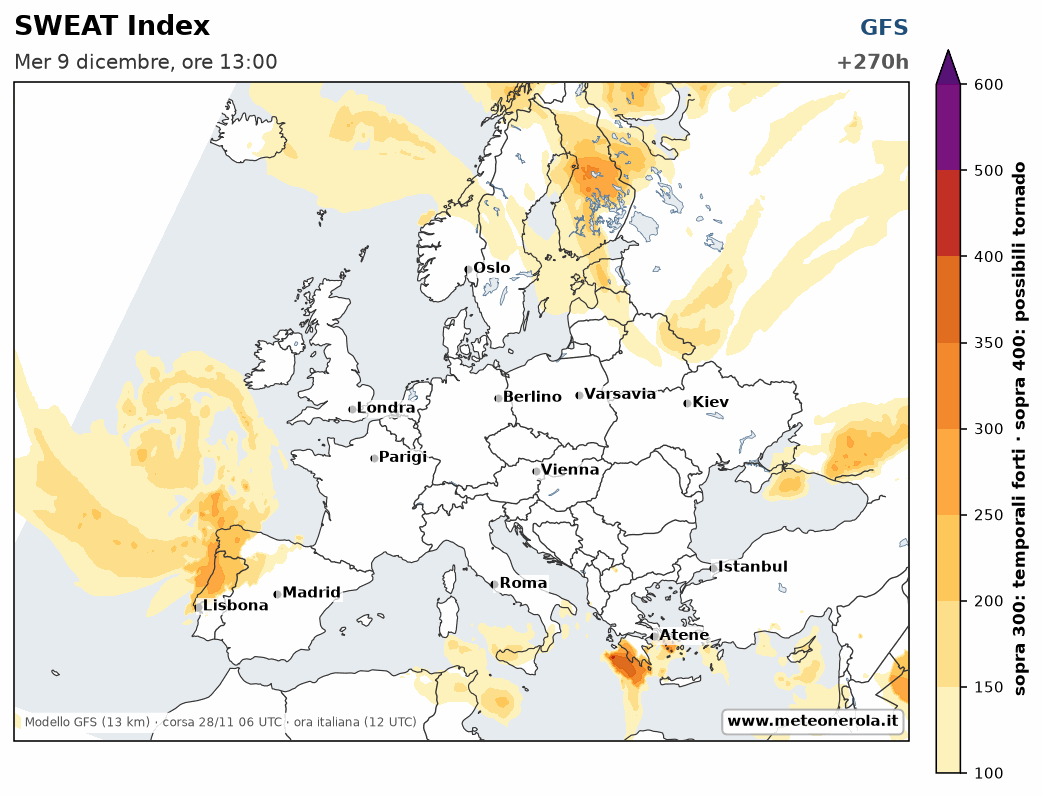 SWEAT Index
GFS
Mer 9 dicembre, ore 13:00
+270h
600
500
400
350
300
250
200
150
100
sopra 300: temporali forti · sopra 400: possibili tornado
Oslo
Londra
Berlino
Varsavia
Kiev
Parigi
Vienna
Istanbul
Roma
Madrid
Lisbona
Atene
Modello GFS (13 km) · corsa 28/11 06 UTC · ora italiana (12 UTC)
www.meteonerola.it